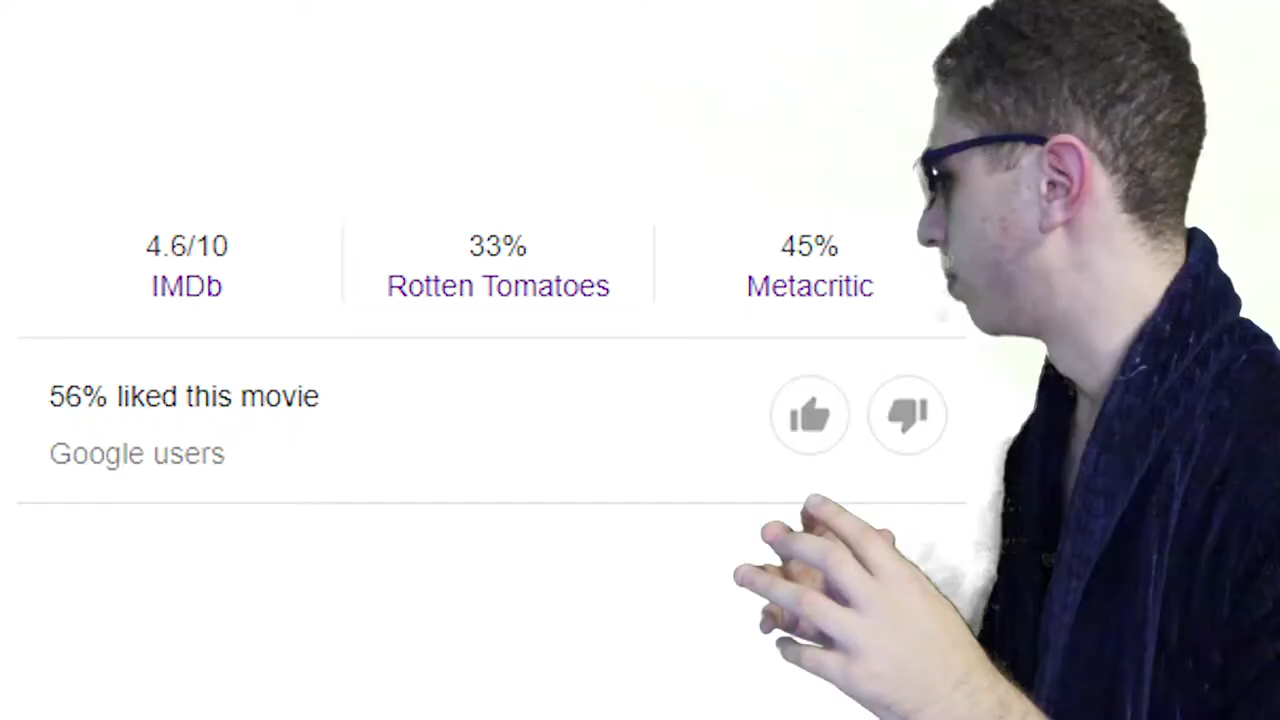 4.6/10 33% 45%
IMDb Rotten Tomatoes Metacritic
56% liked this movie
Google users